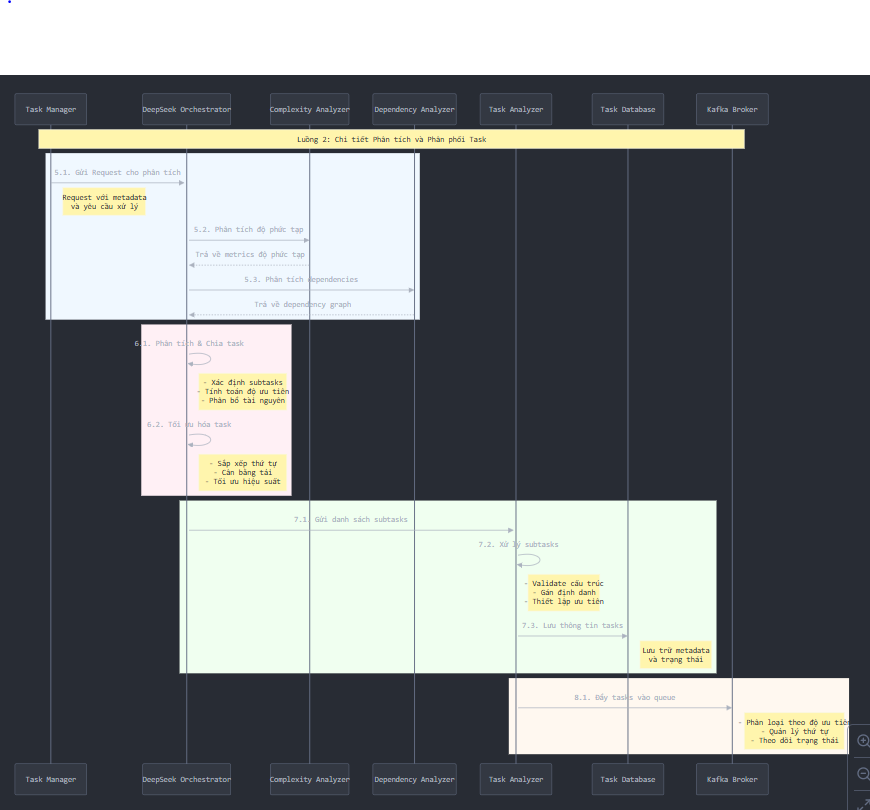 Task Manager
DeepSeek Orchestrator
Complexity Analyzer
Dependency Analyzer
Task Analyzer
Task Database
Kafka Broker
Luồng 2: Chi tiết Phân tích và Phân phối Task
5.1. Gửi Request cho phân tích
Request với metadata
và yêu cầu xử lý
5.2. Phân tích độ phức tạp
Trả về metrics độ phức tạp
5.3. Phân tích dependencies
Trả về dependency graph
6.1. Phân tích & Chia task
- Xác định subtasks
- Tính toán độ ưu tiên
- Phân bổ tài nguyên
6.2. Tối ưu hóa task
- Sắp xếp thứ tự
- Cân bằng tải
- Tối ưu hiệu suất
7.1. Gửi danh sách subtasks
7.2. Xử lý subtasks
- Validate cấu trúc
- Gán định danh
- Thiết lập ưu tiên
7.3. Lưu thông tin tasks
Lưu trữ metadata
và trạng thái
8.1. Đẩy tasks vào queue
- Phân loại theo độ ưu tiên
- Quản lý thứ tự
- Theo dõi trạng thái
Task Manager
DeepSeek Orchestrator
Complexity Analyzer
Dependency Analyzer
Task Analyzer
Task Database
Kafka Broker